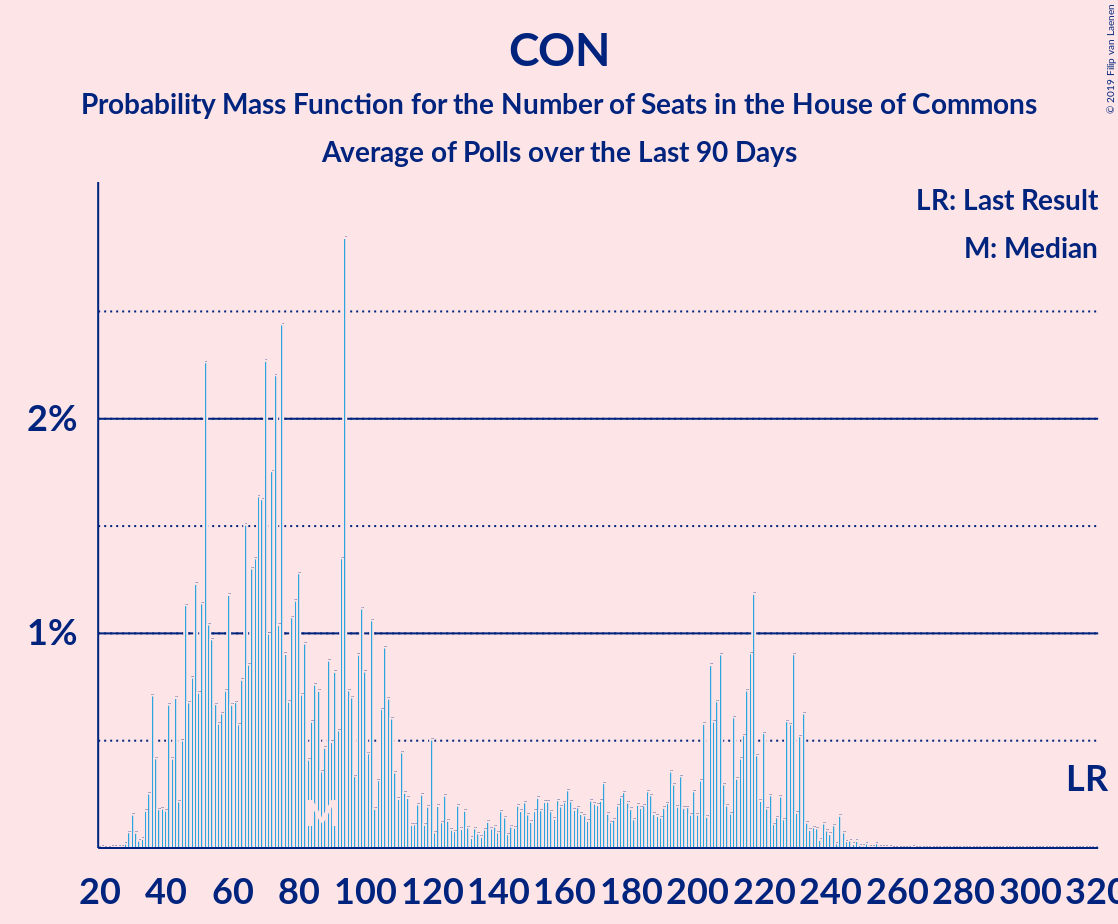 CON
Probability Mass Function for the Number of Seats in the House of Commons
Average of Polls over the Last 90 Days
© 2019 Filip van Laenen
LR: Last Result
M: Median
2%
1%
M
LR
20 40 60 80 100 120 140 160 180 200 220 240 260 280 300 320